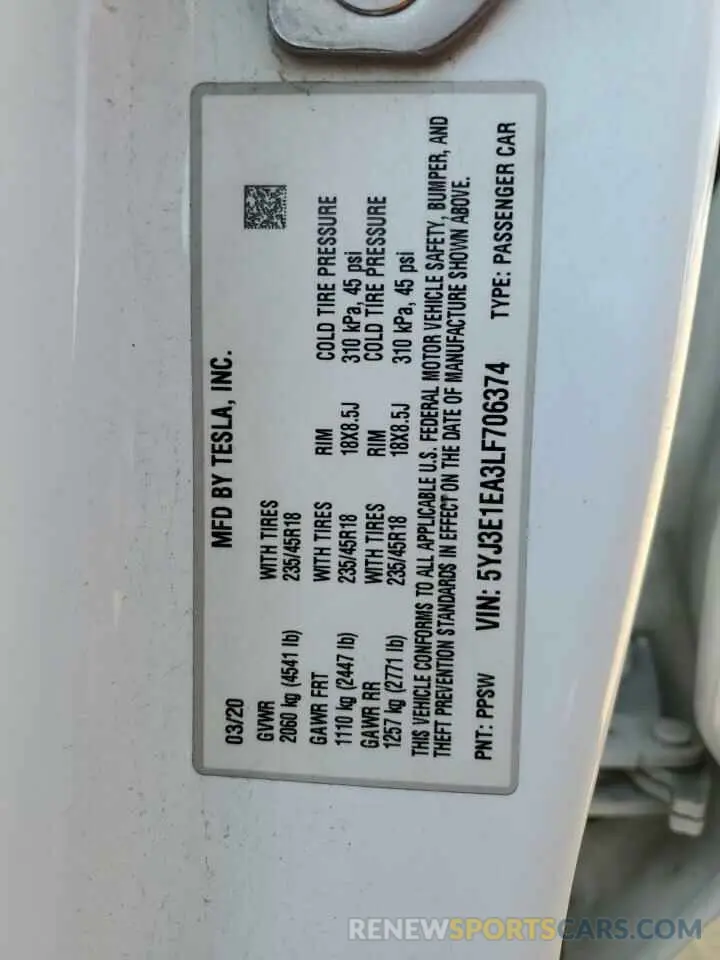 MFD BY TESLA, INC.
03/20
GVWR WITH TIRES
2060 kg (4541 lb) 235/45R18
GAWR FRT WITH TIRES RIM COLD TIRE PRESSURE
1110 kg (2447 lb) 235/45R18 18X8.5J 310 kPa, 45 psi
GAWR RR WITH TIRES RIM COLD TIRE PRESSURE
1257 kg (2771 lb) 235/45R18 18X8.5J 310 kPa, 45 psi
THIS VEHICLE CONFORMS TO ALL APPLICABLE U.S. FEDERAL MOTOR VEHICLE SAFETY, BUMPER, AND
THEFT PREVENTION STANDARDS IN EFFECT ON THE DATE OF MANUFACTURE SHOWN ABOVE.
PNT: PPSW VIN: 5YJ3E1EA3LF706374 TYPE: PASSENGER CAR
RENEWSPORTSCARS.COM